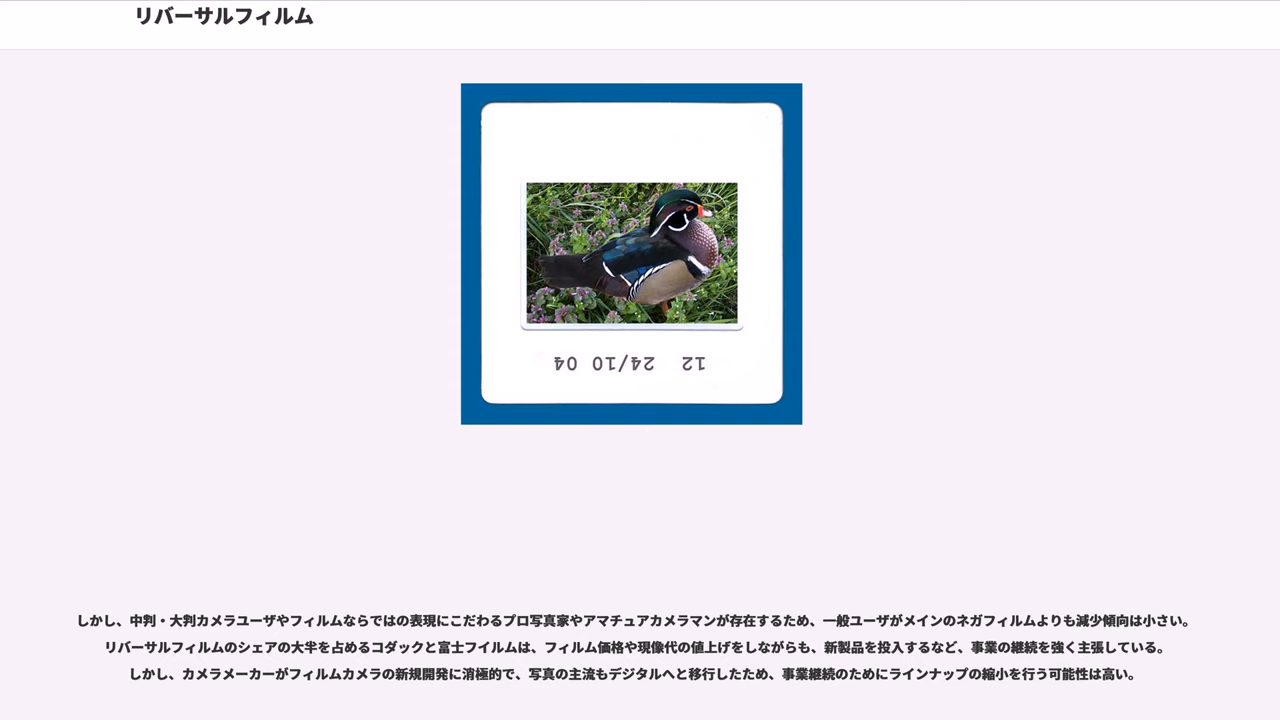 リバーサルフィルム
12 24/10 04
しかし、中判・大判カメラユーザやフィルムならではの表現にこだわるプロ写真家やアマチュアカメラマンが存在するため、一般ユーザがメインのネガフィルムよりも減少傾向は小さい。
リバーサルフィルムのシェアの大半を占めるコダックと富士フイルムは、フィルム価格や現像代の値上げをしながらも、新製品を投入するなど、事業の継続を強く主張している。
しかし、カメラメーカーがフィルムカメラの新規開発に消極的で、写真の主流もデジタルへと移行したため、事業継続のためにラインナップの縮小を行う可能性は高い。